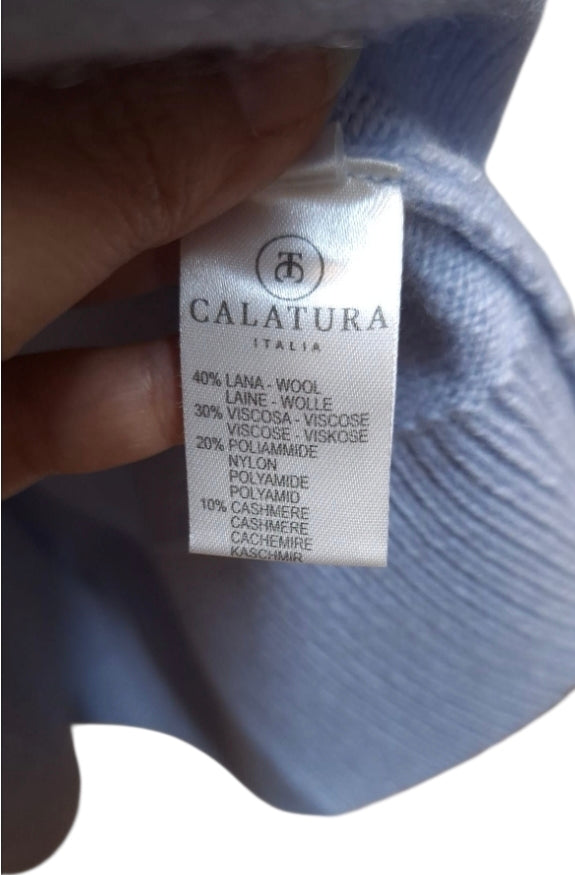 CALATURA
ITALIA
40% LANA - WOOL
LAINE - WOLLE
30% VISCOSA - VISCOSE
VISCOSE - VISKOSE
20% POLIAMMIDE
NYLON
POLYAMIDE
POLYAMID
10% CASHMERE
CASHMERE
CACHEMIRE
KASCHMIR